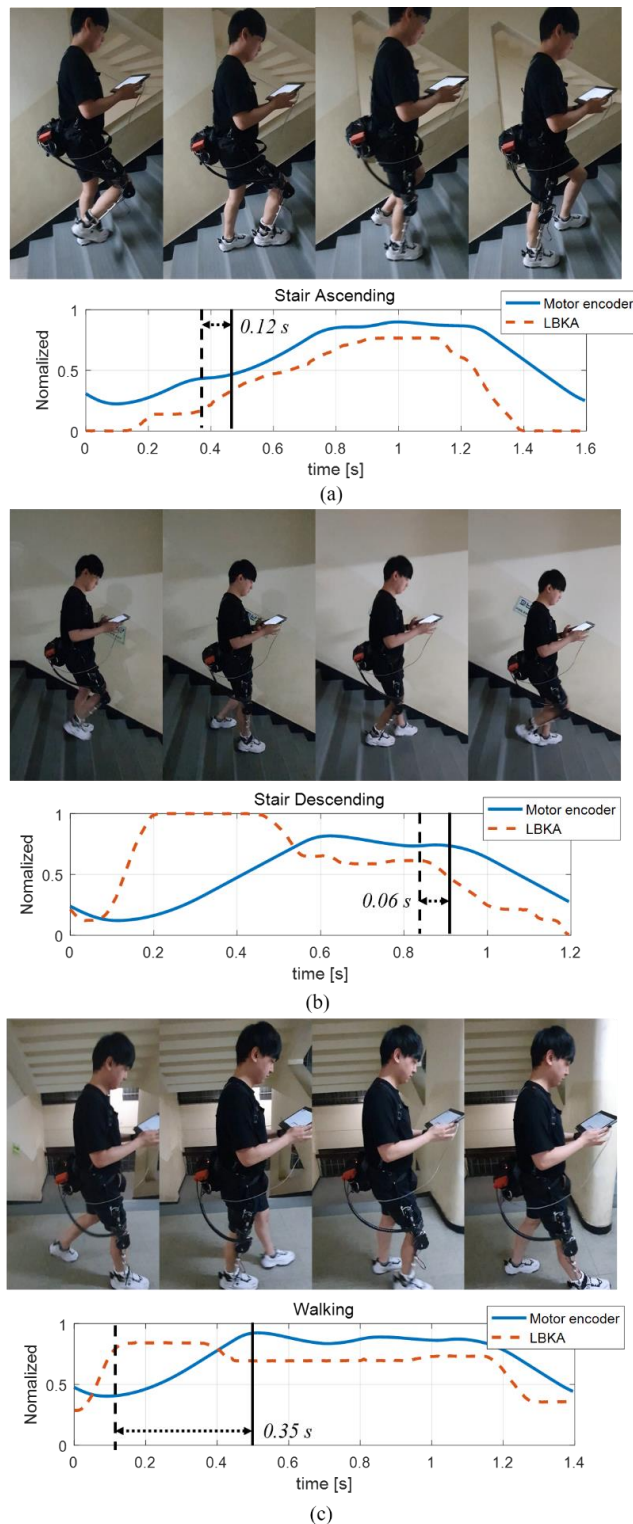 Stair Ascending
Motor encoder
LBKA
0.12 s
Nomalized
1
0.5
0
0 0.2 0.4 0.6 0.8 1 1.2 1.4 1.6
time [s]
(a)
Stair Descending
Motor encoder
LBKA
0.06 s
Nomalized
1
0.5
0
0 0.2 0.4 0.6 0.8 1 1.2
time [s]
(b)
Walking
Motor encoder
LBKA
0.35 s
Nomalized
1
0.5
0
0 0.2 0.4 0.6 0.8 1 1.2 1.4
time [s]
(c)